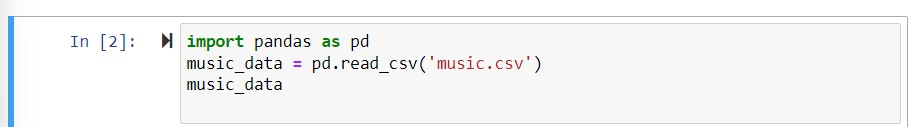 In [2]: import pandas as pd
music_data = pd.read_csv('music.csv')
music_data